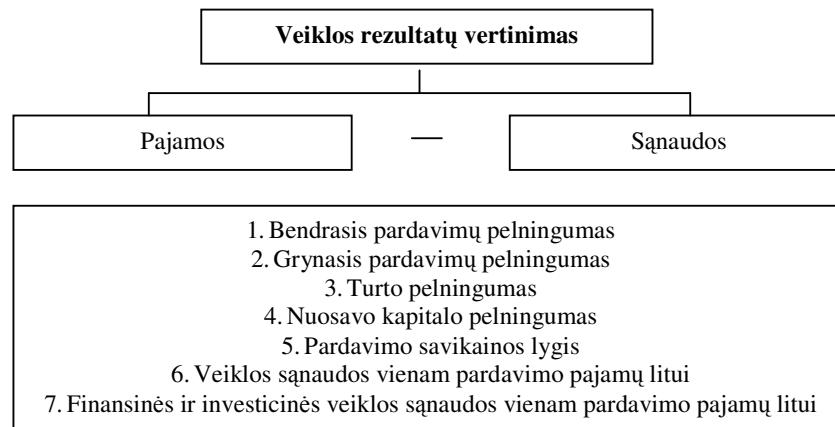 Veiklos rezultatų vertinimas
Pajamos — Sąnaudos
1. Bendrasis pardavimų pelningumas
2. Grynasis pardavimų pelningumas
3. Turto pelningumas
4. Nuosavo kapitalo pelningumas
5. Pardavimo savikainos lygis
6. Veiklos sąnaudos vienam pardavimo pajamų litui
7. Finansinės ir investicinės veiklos sąnaudos vienam pardavimo pajamų litui